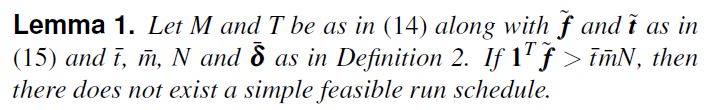 Lemma 1. Let M and T be as in (14) along with f̃ and t̃ as in
(15) and t̄, m̄, N and δ̄ as in Definition 2. If 1ᵀ f̃ > t̄m̄N, then
there does not exist a simple feasible run schedule.